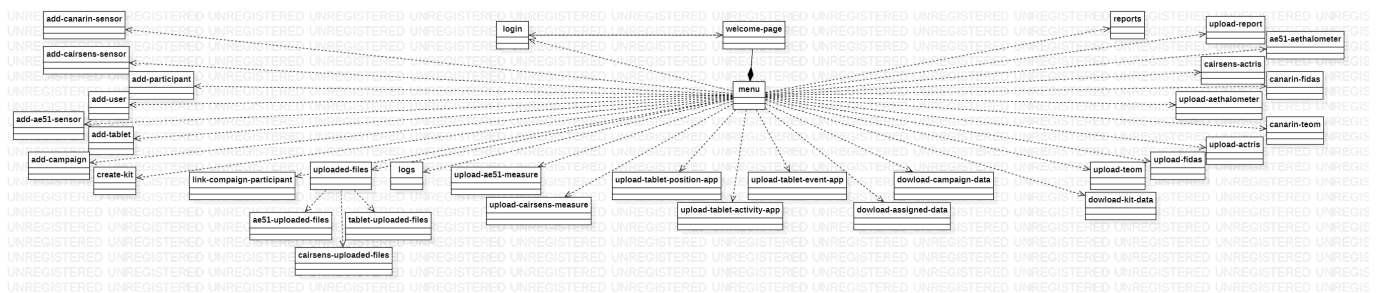 add-canarin-sensor
login
welcome-page
reports
upload-report
ae51-aethalometer
add-cairsens-sensor
cairsens-actris
add-participant
canarin-fidas
menu
add-user
upload-aethalometer
add-ae51-sensor
canarin-teom
add-tablet
upload-actris
add-campaign
upload-fidas
create-kit
link-compaign-participant
uploaded-files
logs
upload-ae51-measure
upload-tablet-position-app
upload-tablet-event-app
dowload-campaign-data
upload-teom
upload-cairsens-measure
upload-tablet-activity-app
dowload-assigned-data
dowload-kit-data
ae51-uploaded-files
tablet-uploaded-files
cairsens-uploaded-files
UNREGISTERED